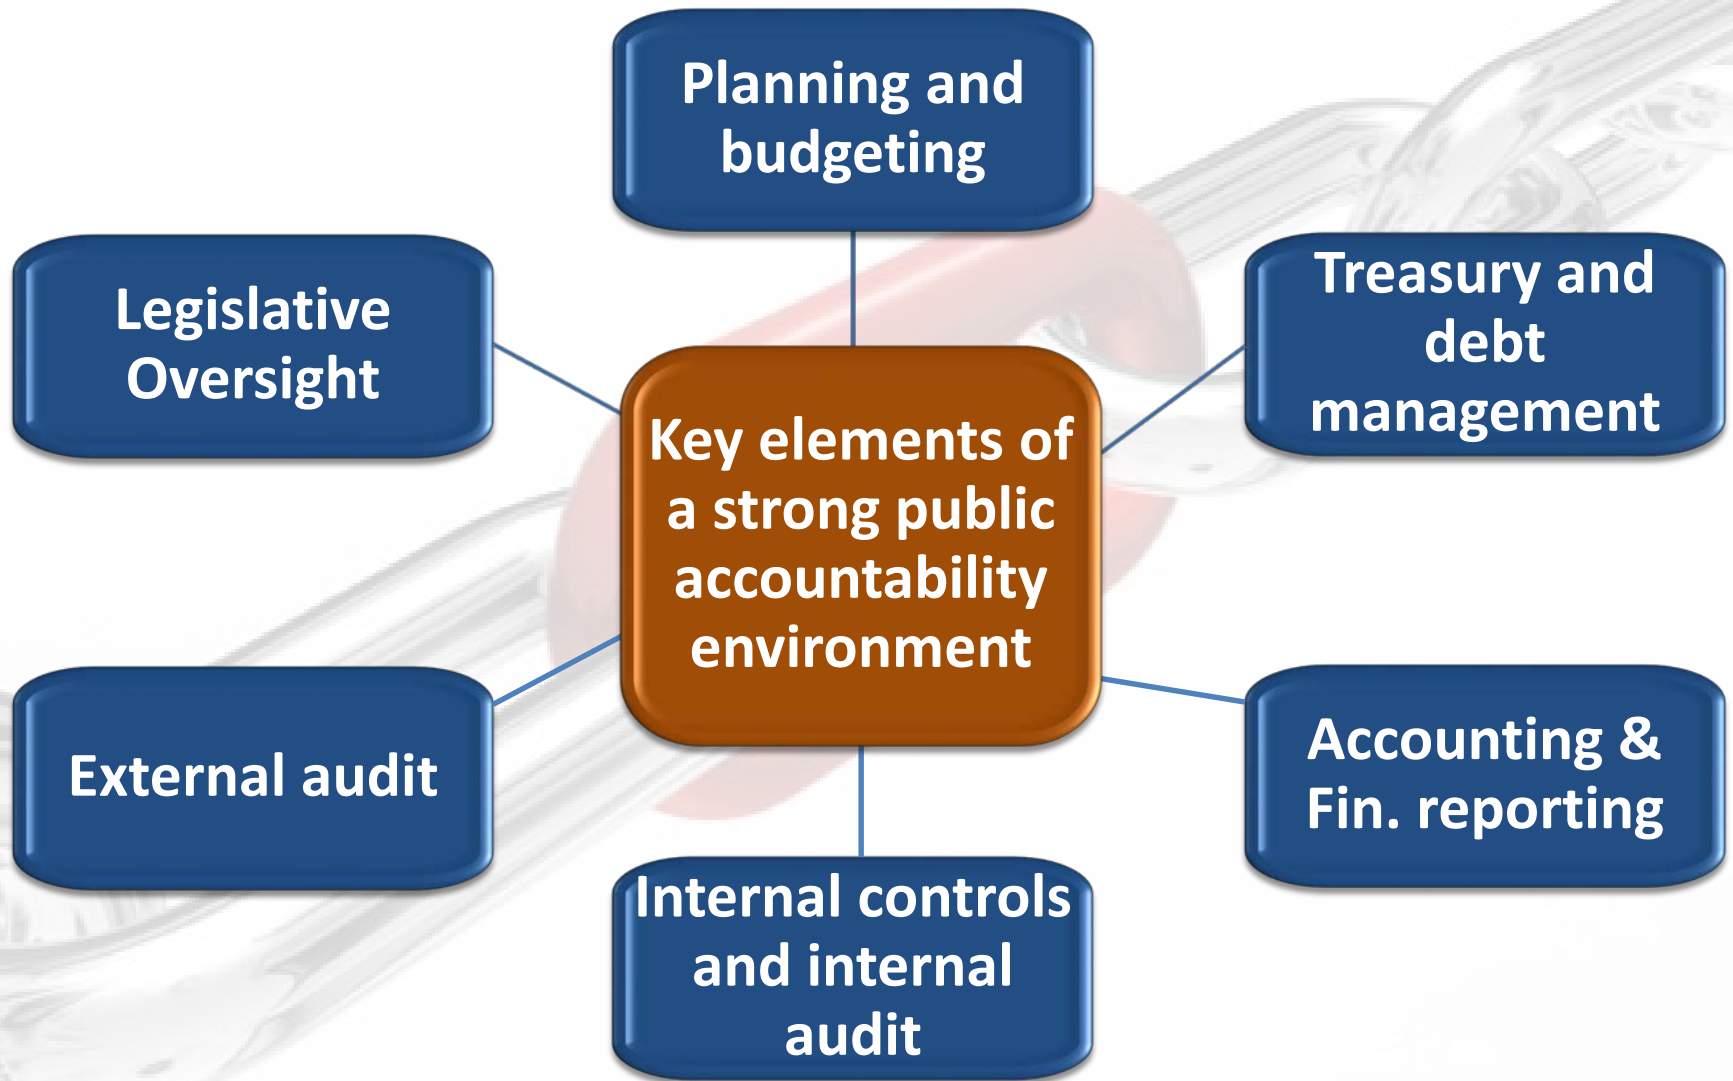 Planning and
budgeting
Legislative
Oversight
Treasury and
debt
management
Key elements of
a strong public
accountability
environment
External audit
Accounting &
Fin. reporting
Internal controls
and internal
audit